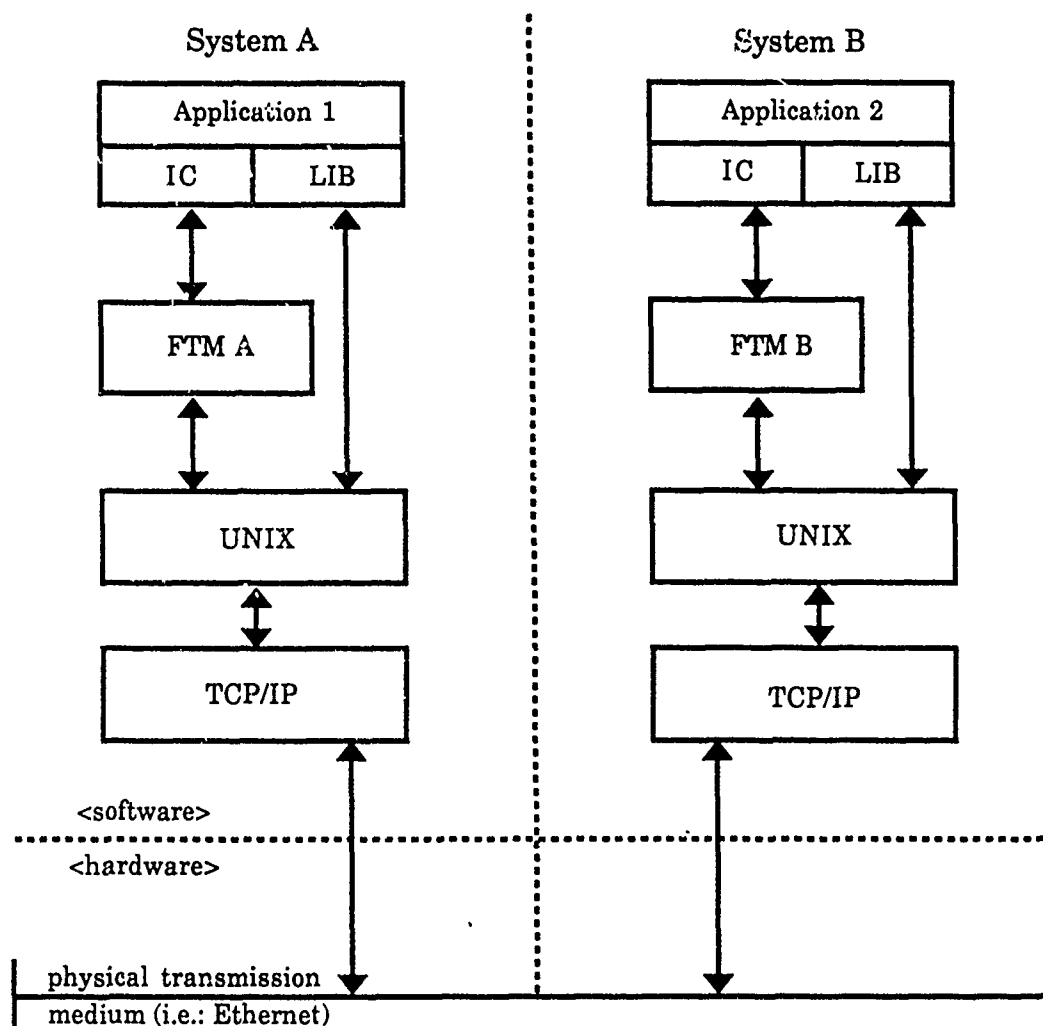 System A
System B
Application 1
Application 2
IC
LIB
IC
LIB
FTM A
FTM B
UNIX
UNIX
TCP/IP
TCP/IP
<software>
<hardware>
physical transmission
medium (i.e.: Ethernet)